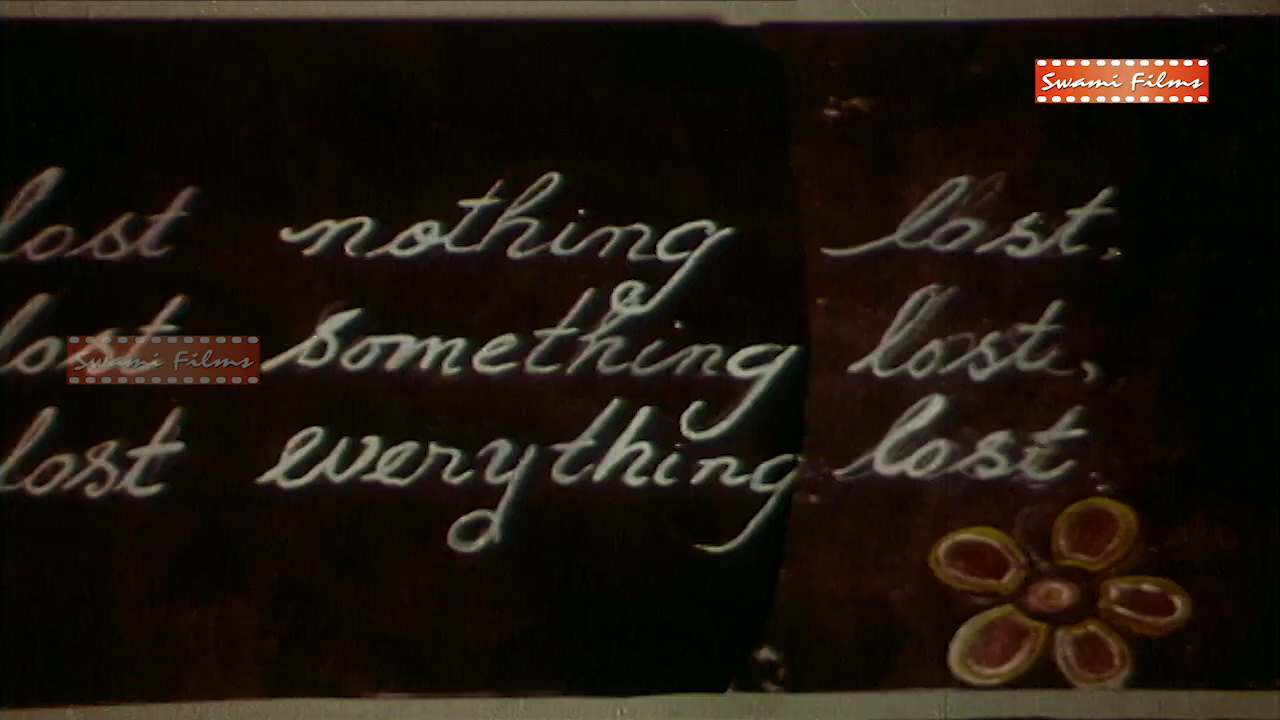 Swami Films
lost nothing lost.
lost something lost,
Swami Films
lost everything lost.